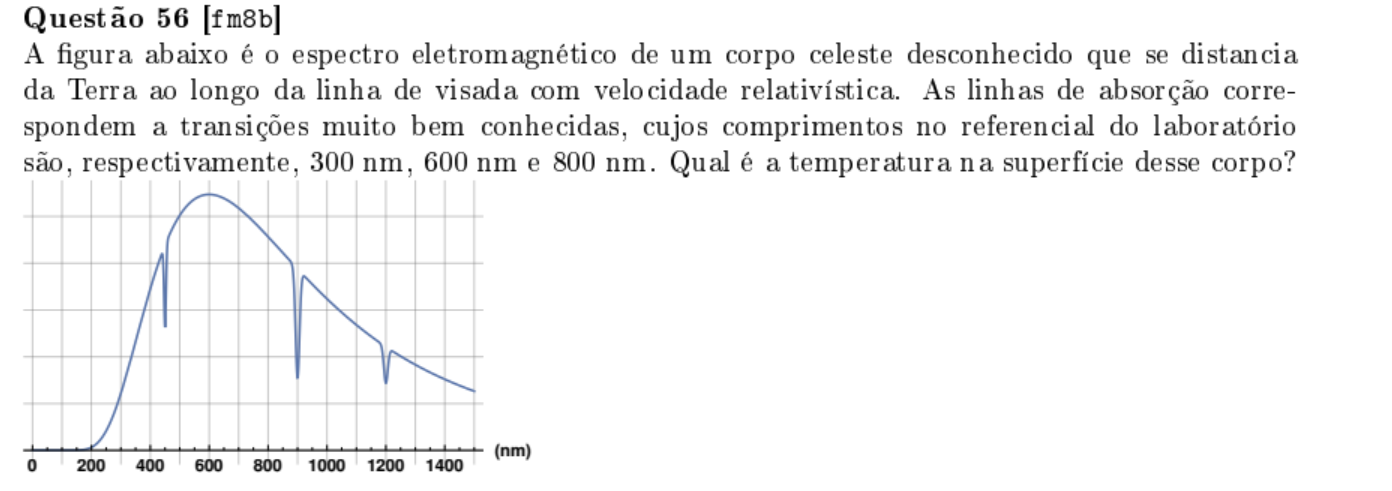 Questão 56 [fm8b]
A figura abaixo é o espectro eletromagnético de um corpo celeste desconhecido que se distancia
da Terra ao longo da linha de visada com velocidade relativística. As linhas de absorção corre-
spondem a transições muito bem conhecidas, cujos comprimentos no referencial do laboratório
são, respectivamente, 300 nm, 600 nm e 800 nm. Qual é a temperatura na superfície desse corpo?
(nm)
0 200 400 600 800 1000 1200 1400